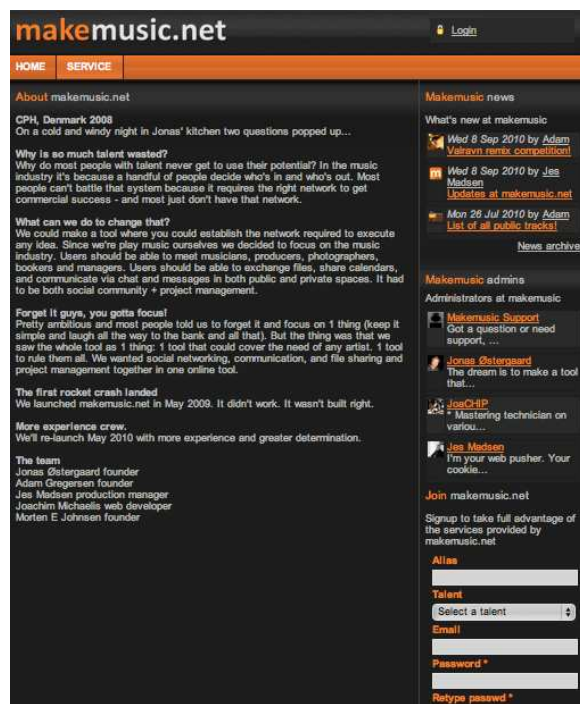 makemusic.net
Login
HOME SERVICE
About makemusic.net
CPH, Denmark 2008
On a cold and windy night in Jonas' kitchen two questions popped up...
Why is so much talent wasted?
Why do most people with talent never get to use their potential? In the music
industry it's because a handful of people decide who's in and who's out. Most
people can't battle that system because it requires the right network to get
commercial success - and most just don't have that network.
What can we do to change that?
We could make a tool where you could establish the network required to execute
any idea. Since we're play music ourselves we decided to focus on the music
industry. Users should be able to meet musicians, producers, photographers,
bookers and managers. Users should be able to exchange files, share calendars,
and communicate via chat and messages in both public and private spaces. It had
to be both social community + project management.
Forget it guys, you gotta focus!
Pretty ambitious and most people told us to forget it and focus on 1 thing (keep it
simple and laugh all the way to the bank and all that). But the thing was that we
saw the whole tool as 1 thing: 1 tool that could cover the need of any artist. 1 tool
to rule them all. We wanted social networking, communication, and file sharing and
project management together in one online tool.
The first rocket crash landed
We launched makemusic.net in May 2009. It didn't work. It wasn't built right.
More experience crew.
We'll re-launch May 2010 with more experience and greater determination.
The team
Jonas Østergaard founder
Adam Gregersen founder
Jes Madsen production manager
Joachim Michaelis web developer
Morten E Johnsen founder
Makemusic news
What's new at makemusic
Wed 8 Sep 2010 by Adam
Valravn remix competition!
m
Wed 8 Sep 2010 by Jes
Madsen
Updates at makemusic.net
Mon 26 Jul 2010 by Adam
List of all public tracks!
News archive
Makemusic admins
Administrators at makemusic
Makemusic Support
Got a question or need
support, ...
Jonas Østergaard
The dream is to make a tool
that...
JoaCHIP
* Mastering technician on
variou...
Jes Madsen
I'm your web pusher. Your
cookie...
Join makemusic.net
Signup to take full advantage of
the services provided by
makemusic.net
Alias
Talent
Select a talent
Email
Password *
Retype passwd *